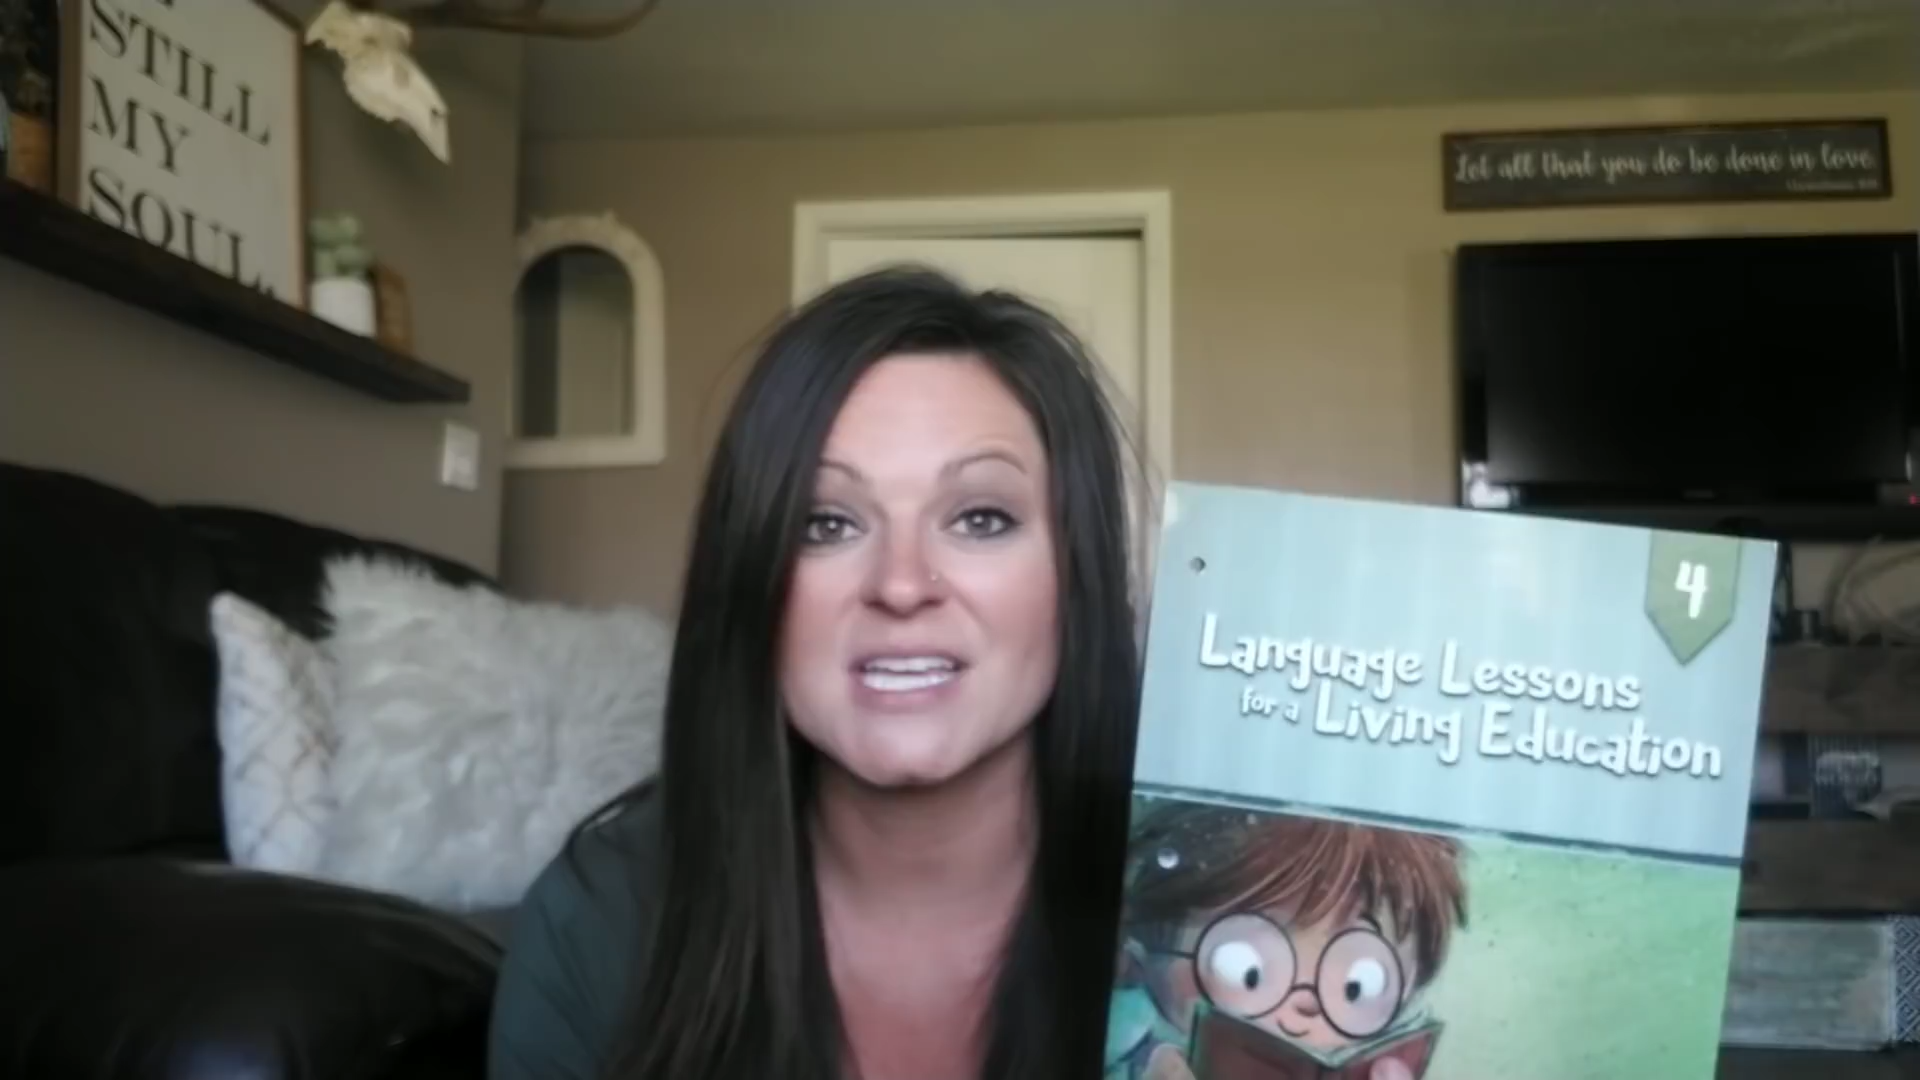 STILL
MY
SOUL.
Let all that you do be done in love.
4
Language Lessons
for a Living Education